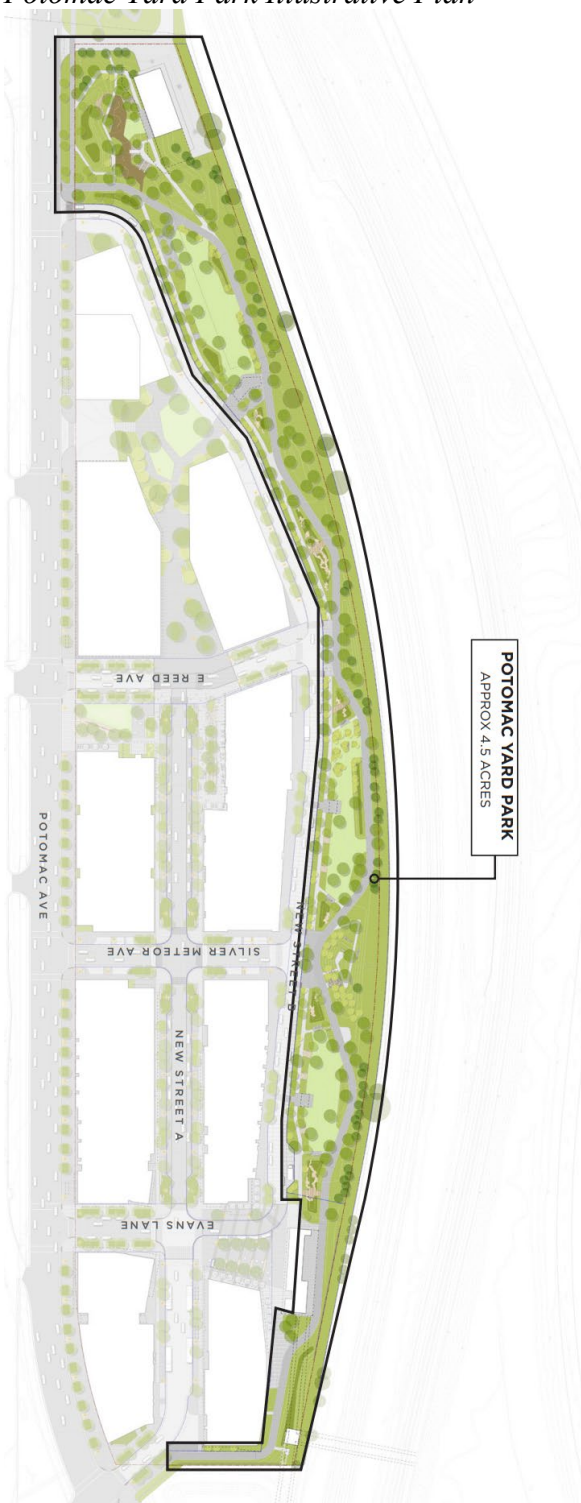 Potomac Yard Park Illustrative Plan
POTOMAC YARD PARK
APPROX 4.5 ACRES
E REED AVE
POTOMAC AVE
NEW STREET B
SILVER METEOR AVE
NEW STREET A
EVANS LANE